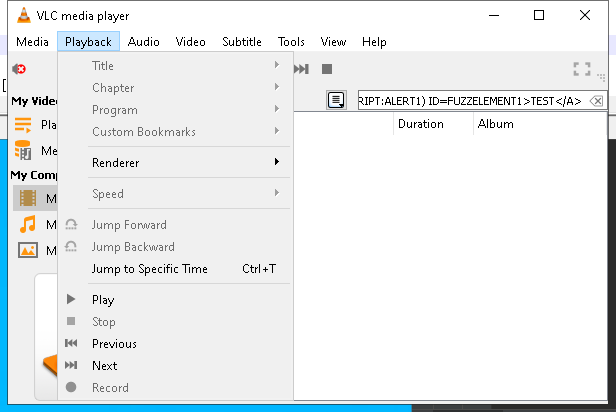 VLC media player
Media Playback Audio Video Subtitle Tools View Help
Title
Chapter
Program
Custom Bookmarks
Renderer
Speed
Jump Forward
Jump Backward
Jump to Specific Time Ctrl+T
Play
Stop
Previous
Next
Record
My Vide
Pla
Me
My Comp
M
M
M
RIPT:ALERT1) ID=FUZZELEMENT1>TEST</A>
Duration Album